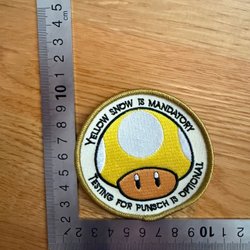 YELLOW SNOW IS MANDATORY
TESTING FOR PUNSCH IS OPTIONAL